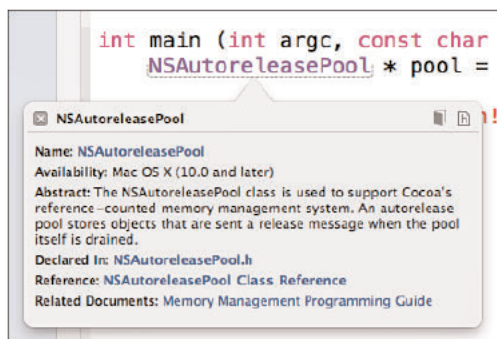 int main (int argc, const char
NSAutoreleasePool * pool =
NSAutoreleasePool
h
n!
Name: NSAutoreleasePool
Availability: Mac OS X (10.0 and later)
Abstract: The NSAutoreleasePool class is used to support Cocoa's
reference-counted memory management system. An autorelease
pool stores objects that are sent a release message when the pool
itself is drained.
Declared In: NSAutoreleasePool.h
Reference: NSAutoreleasePool Class Reference
Related Documents: Memory Management Programming Guide